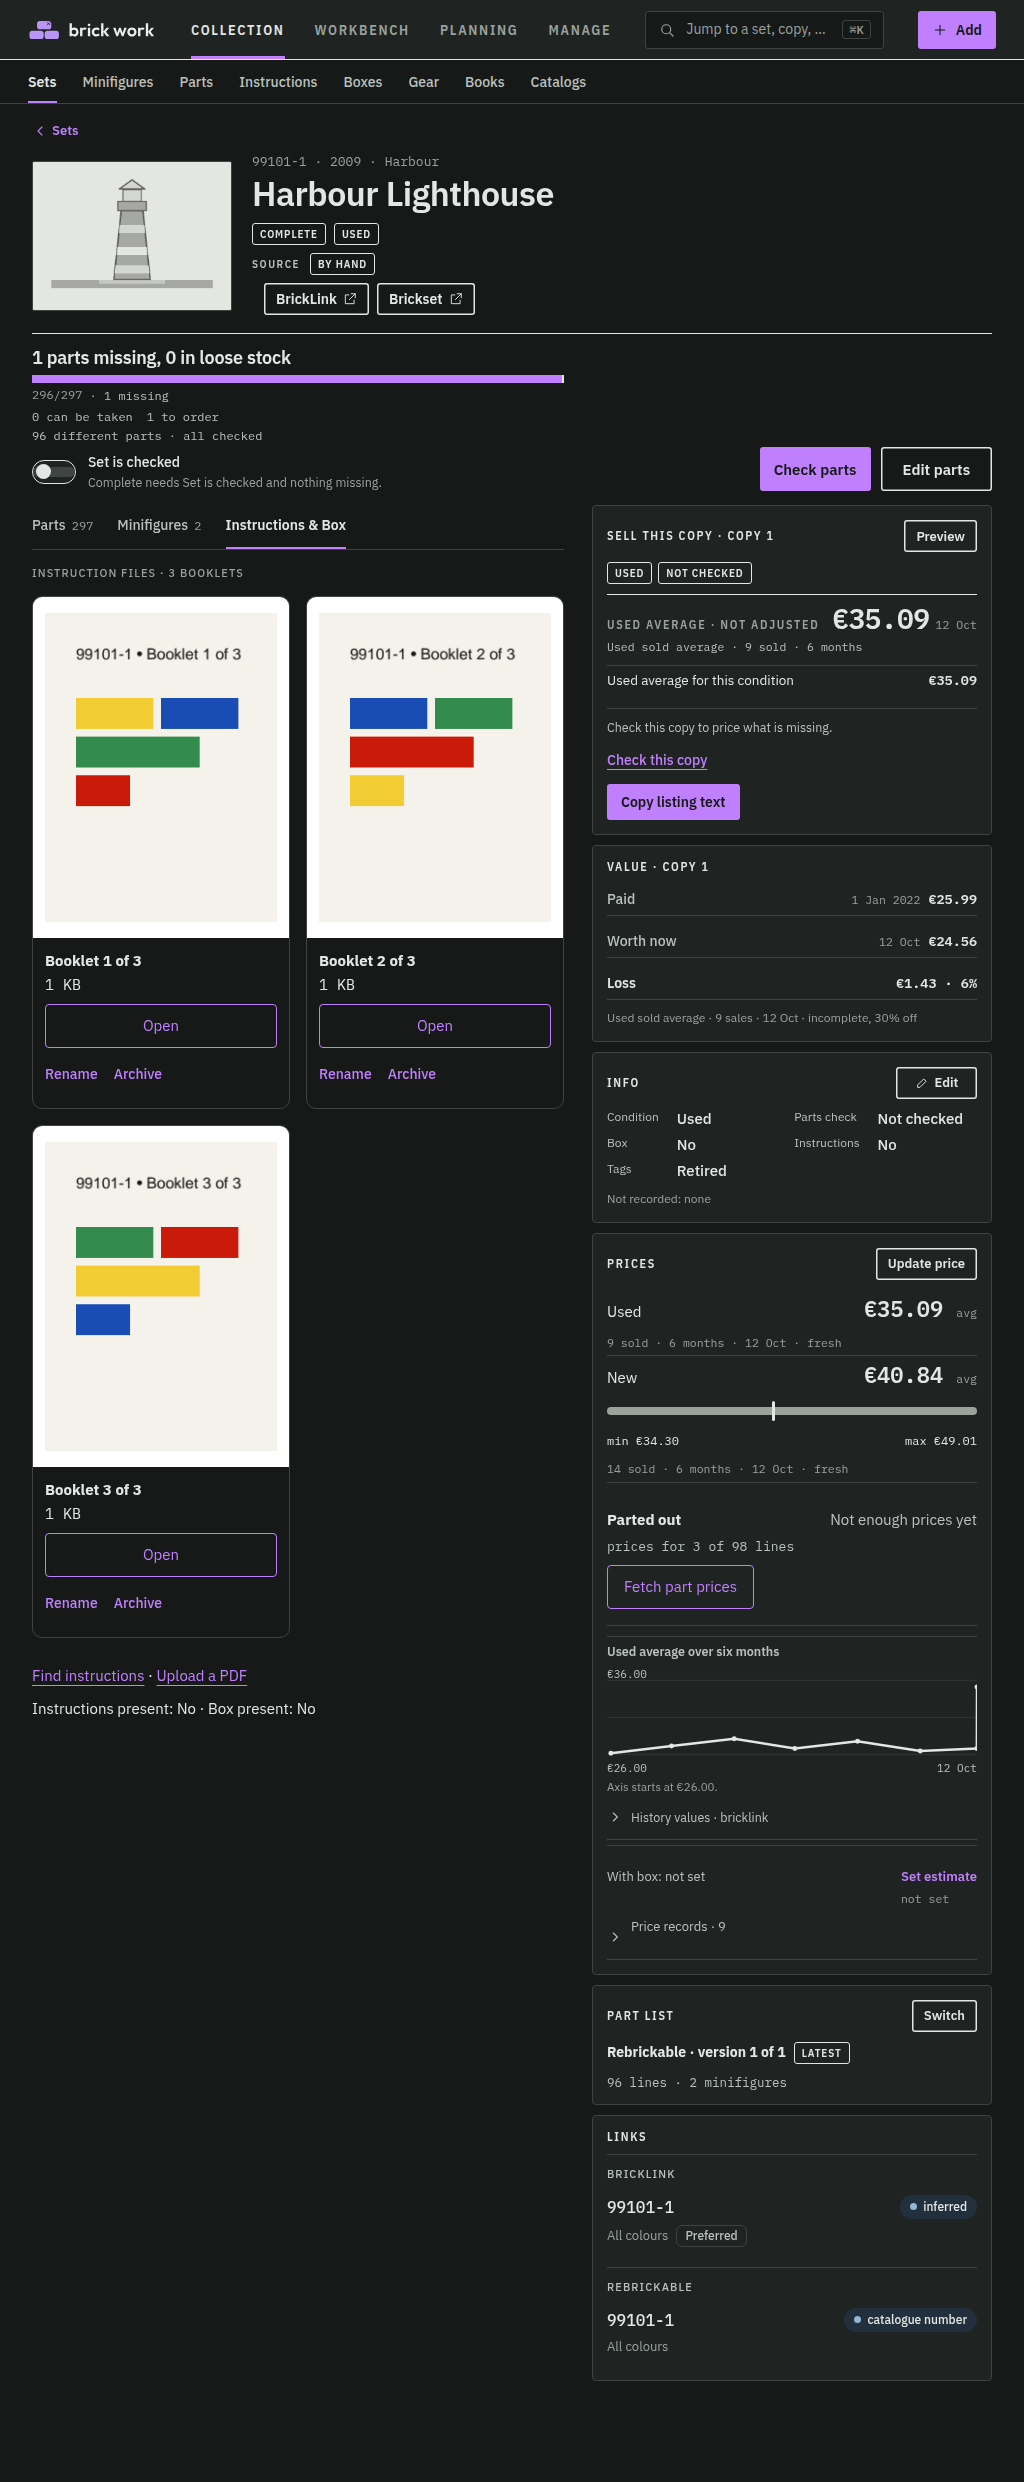 brick work
COLLECTION WORKBENCH PLANNING MANAGE
Jump to a set, copy, ... ⌘K
+ Add
Sets Minifigures Parts Instructions Boxes Gear Books Catalogs
Sets
99101-1 · 2009 · Harbour
Harbour Lighthouse
COMPLETE USED
SOURCE BY HAND
BrickLink Brickset
1 parts missing, 0 in loose stock
296/297 · 1 missing
0 can be taken 1 to order
96 different parts · all checked
Set is checked
Complete needs Set is checked and nothing missing.
Check parts Edit parts
Parts 297 Minifigures 2 Instructions & Box
INSTRUCTION FILES · 3 BOOKLETS
99101-1 • Booklet 1 of 3
Booklet 1 of 3
1 KB
Open
Rename Archive
99101-1 • Booklet 2 of 3
Booklet 2 of 3
1 KB
Open
Rename Archive
99101-1 • Booklet 3 of 3
Booklet 3 of 3
1 KB
Open
Rename Archive
Find instructions · Upload a PDF
Instructions present: No · Box present: No
SELL THIS COPY · COPY 1
Preview
USED NOT CHECKED
USED AVERAGE · NOT ADJUSTED €35.09 12 Oct
Used sold average · 9 sold · 6 months
Used average for this condition €35.09
Check this copy to price what is missing.
Check this copy
Copy listing text
VALUE · COPY 1
Paid 1 Jan 2022 €25.99
Worth now 12 Oct €24.56
Loss €1.43 · 6%
Used sold average · 9 sales · 12 Oct · incomplete, 30% off
INFO
Edit
Condition Used Parts check Not checked
Box No Instructions No
Tags Retired
Not recorded: none
PRICES
Update price
Used €35.09 avg
9 sold · 6 months · 12 Oct · fresh
New €40.84 avg
min €34.30 max €49.01
14 sold · 6 months · 12 Oct · fresh
Parted out Not enough prices yet
prices for 3 of 98 lines
Fetch part prices
Used average over six months
€36.00
€26.00 12 Oct
Axis starts at €26.00.
History values · bricklink
With box: not set Set estimate
not set
Price records · 9
PART LIST
Switch
Rebrickable · version 1 of 1 LATEST
96 lines · 2 minifigures
LINKS
BRICKLINK
99101-1 inferred
All colours Preferred
REBRICKABLE
99101-1 catalogue number
All colours